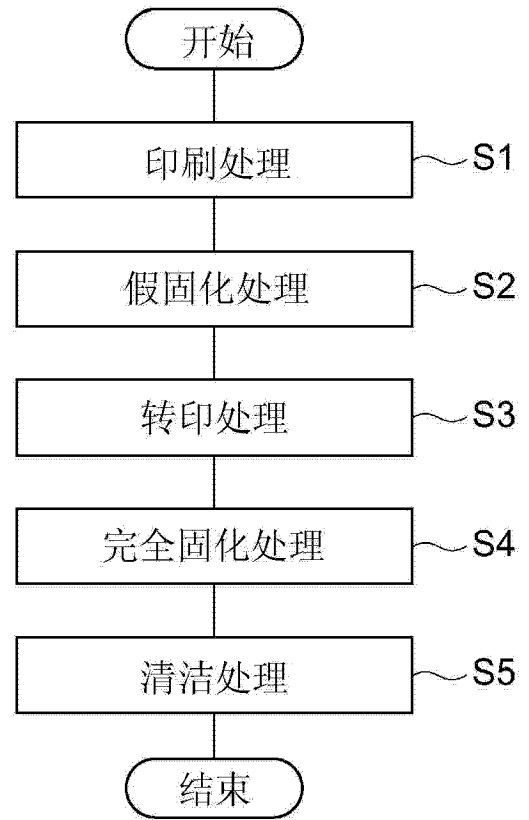 开始
印刷处理 S1
假固化处理 S2
转印处理 S3
完全固化处理 S4
清洁处理 S5
结束